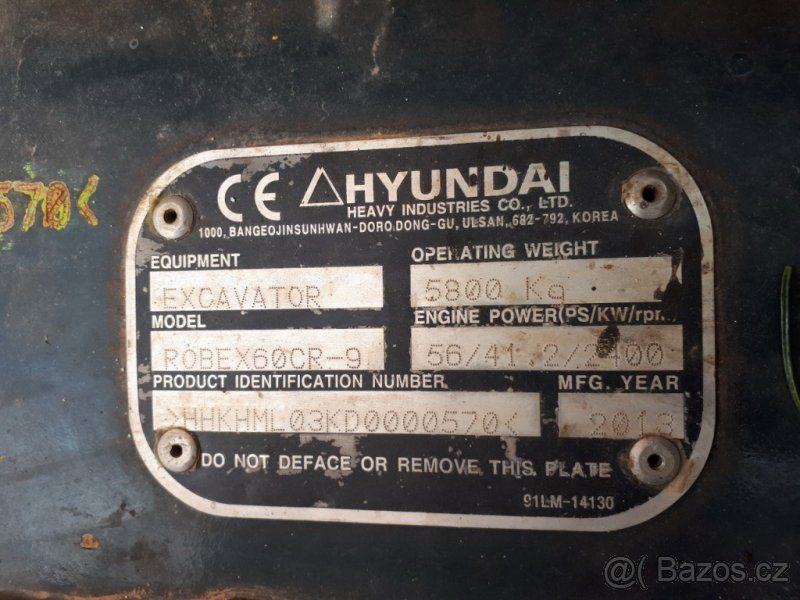 570<
CE HYUNDAI
HEAVY INDUSTRIES CO., LTD.
1000, BANGEOJINSUNHWAN-DORO,DONG-GU, ULSAN, 682-792, KOREA
EQUIPMENT
EXCAVATOR
OPERATING WEIGHT
5800 Kg
MODEL
ROBEX60CR-9
ENGINE POWER(PS/KW/rpm)
56/41.2/2400
PRODUCT IDENTIFICATION NUMBER
>HHKHML03KD0000570<
MFG. YEAR
2013
DO NOT DEFACE OR REMOVE THIS PLATE
91LM-14130
Bazos.cz